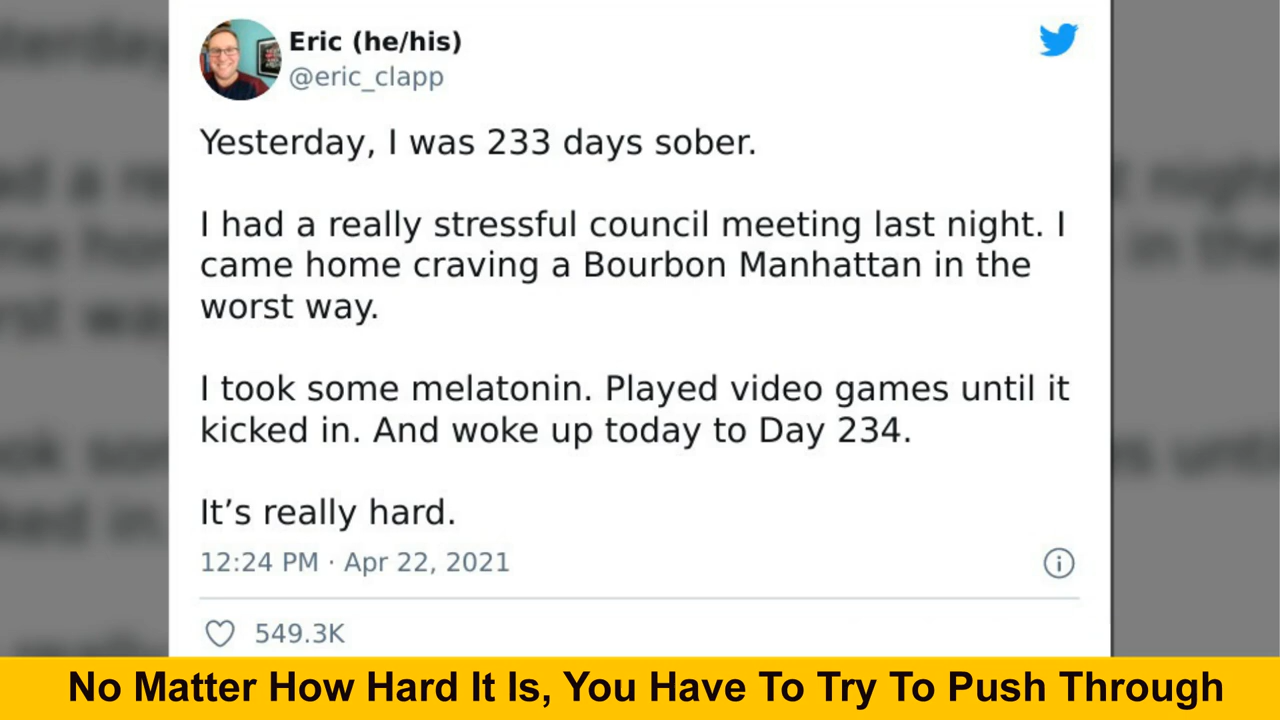 Eric (he/his)
@eric_clapp
Yesterday, I was 233 days sober.
I had a really stressful council meeting last night. I
came home craving a Bourbon Manhattan in the
worst way.
I took some melatonin. Played video games until it
kicked in. And woke up today to Day 234.
It’s really hard.
12:24 PM · Apr 22, 2021
549.3K
No Matter How Hard It Is, You Have To Try To Push Through